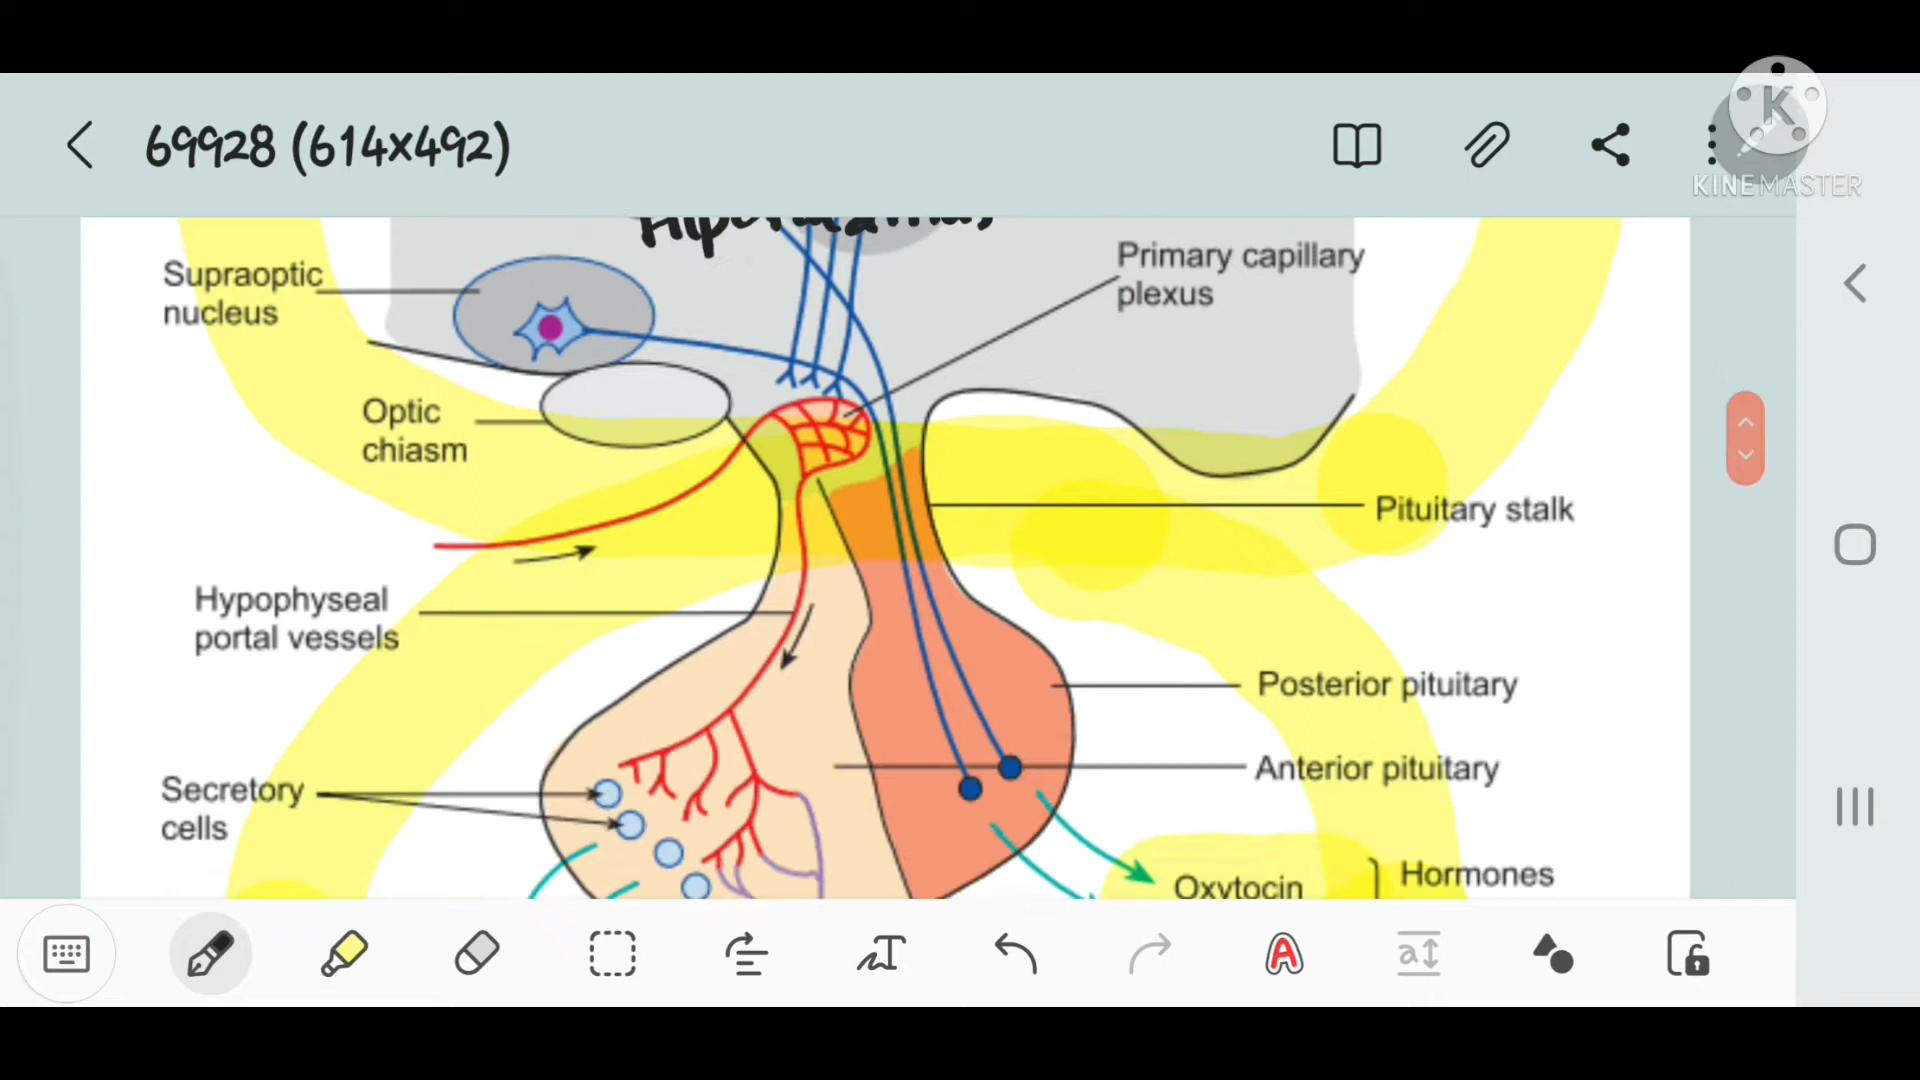 69928 (614x492)
KINEMASTER
Supraoptic
nucleus
Primary capillary
plexus
Optic
chiasm
Pituitary stalk
Hypophyseal
portal vessels
Posterior pituitary
Anterior pituitary
Secretory
cells
Oxytocin
Hormones